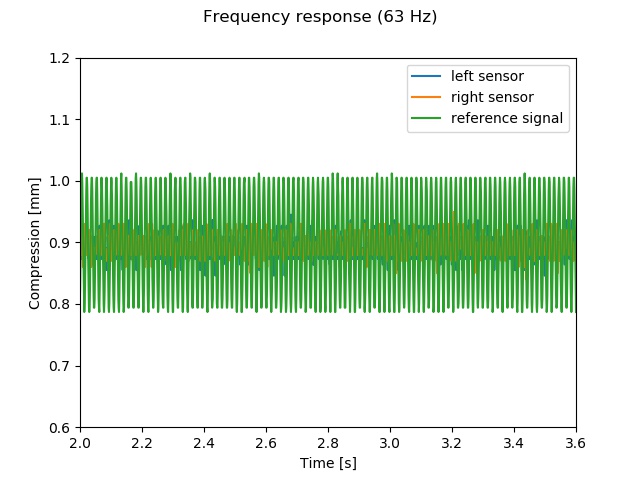 Frequency response (63 Hz)
1.2
1.1
1.0
0.9
0.8
0.7
0.6
Compression [mm]
left sensor
right sensor
reference signal
2.0 2.2 2.4 2.6 2.8 3.0 3.2 3.4 3.6
Time [s]